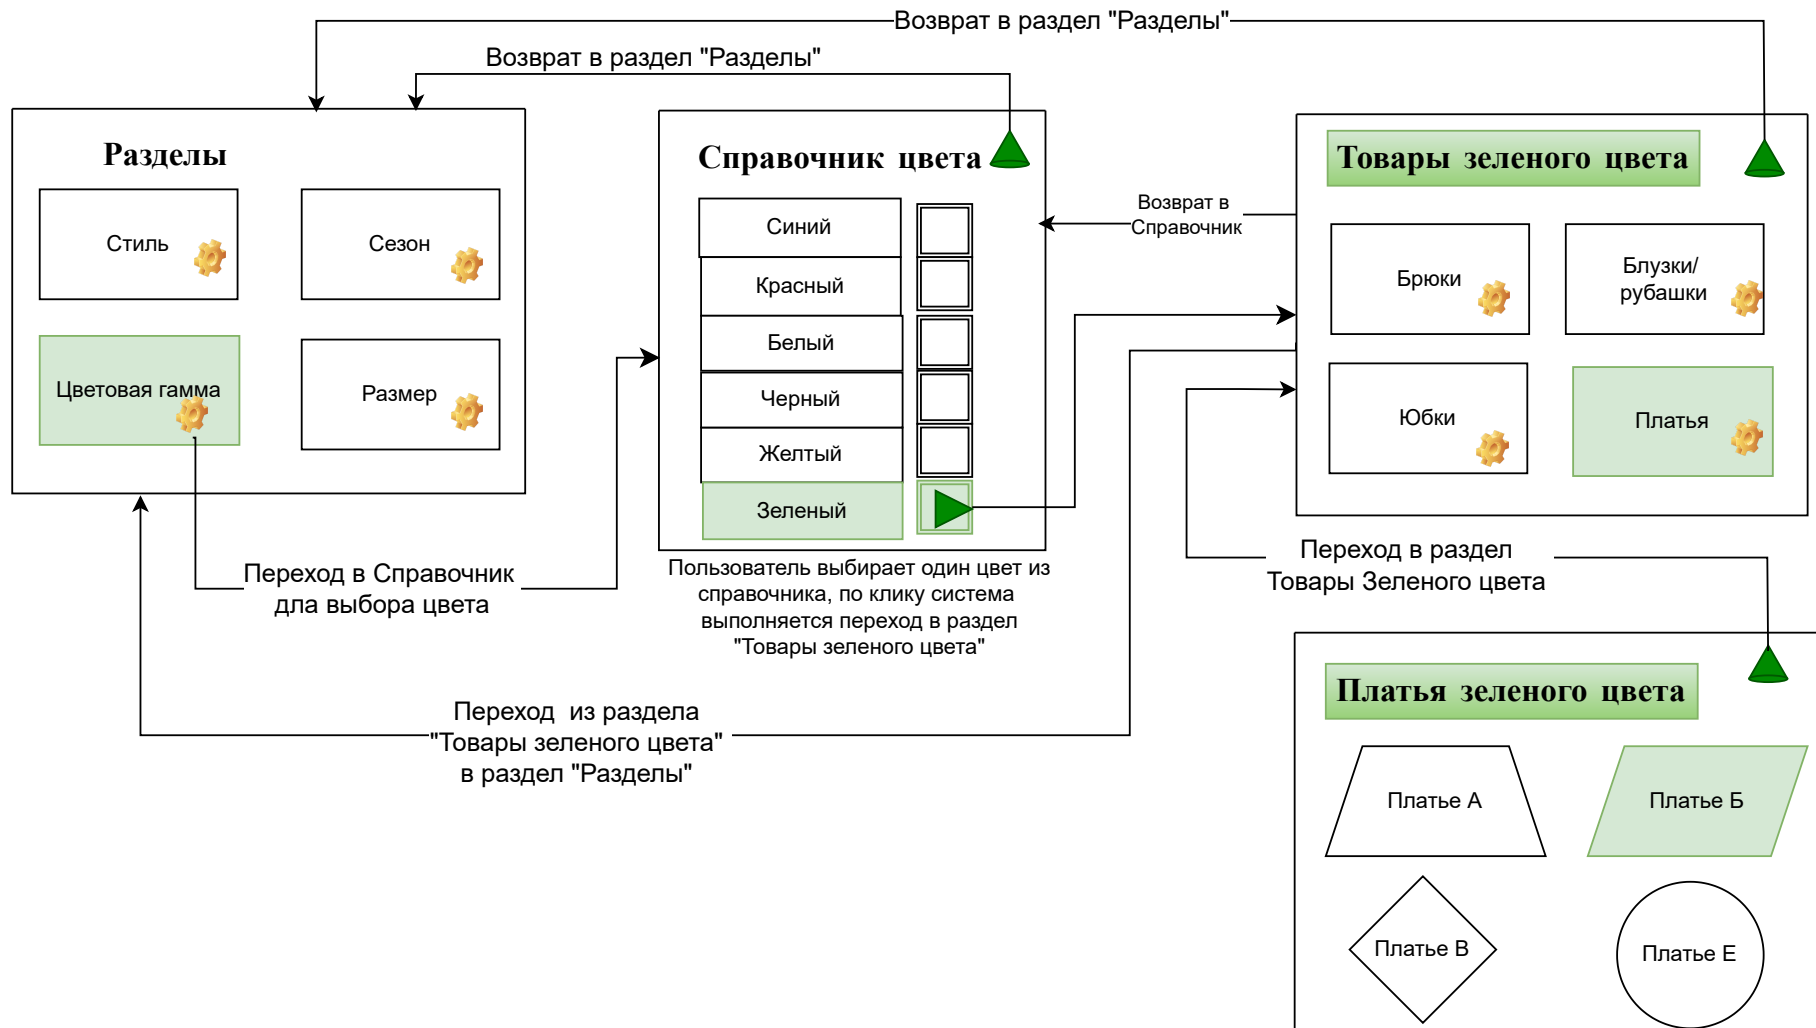 Возврат в раздел "Разделы"
Возврат в раздел "Разделы"
Разделы
Стиль
Сезон
Цветовая гамма
Размер
Переход в Справочник
дла выбора цвета
Справочник цвета
Синий
Красный
Белый
Черный
Желтый
Зеленый
Пользователь выбирает один цвет из
справочника, по клику система
выполняется переход в раздел
"Товары зеленого цвета"
Возврат в
Справочник
Товары зеленого цвета
Брюки
Блузки/
рубашки
Юбки
Платья
Переход в раздел
Товары Зеленого цвета
Переход из раздела
"Товары зеленого цвета"
в раздел "Разделы"
Платья зеленого цвета
Платье А
Платье Б
Платье В
Платье Е